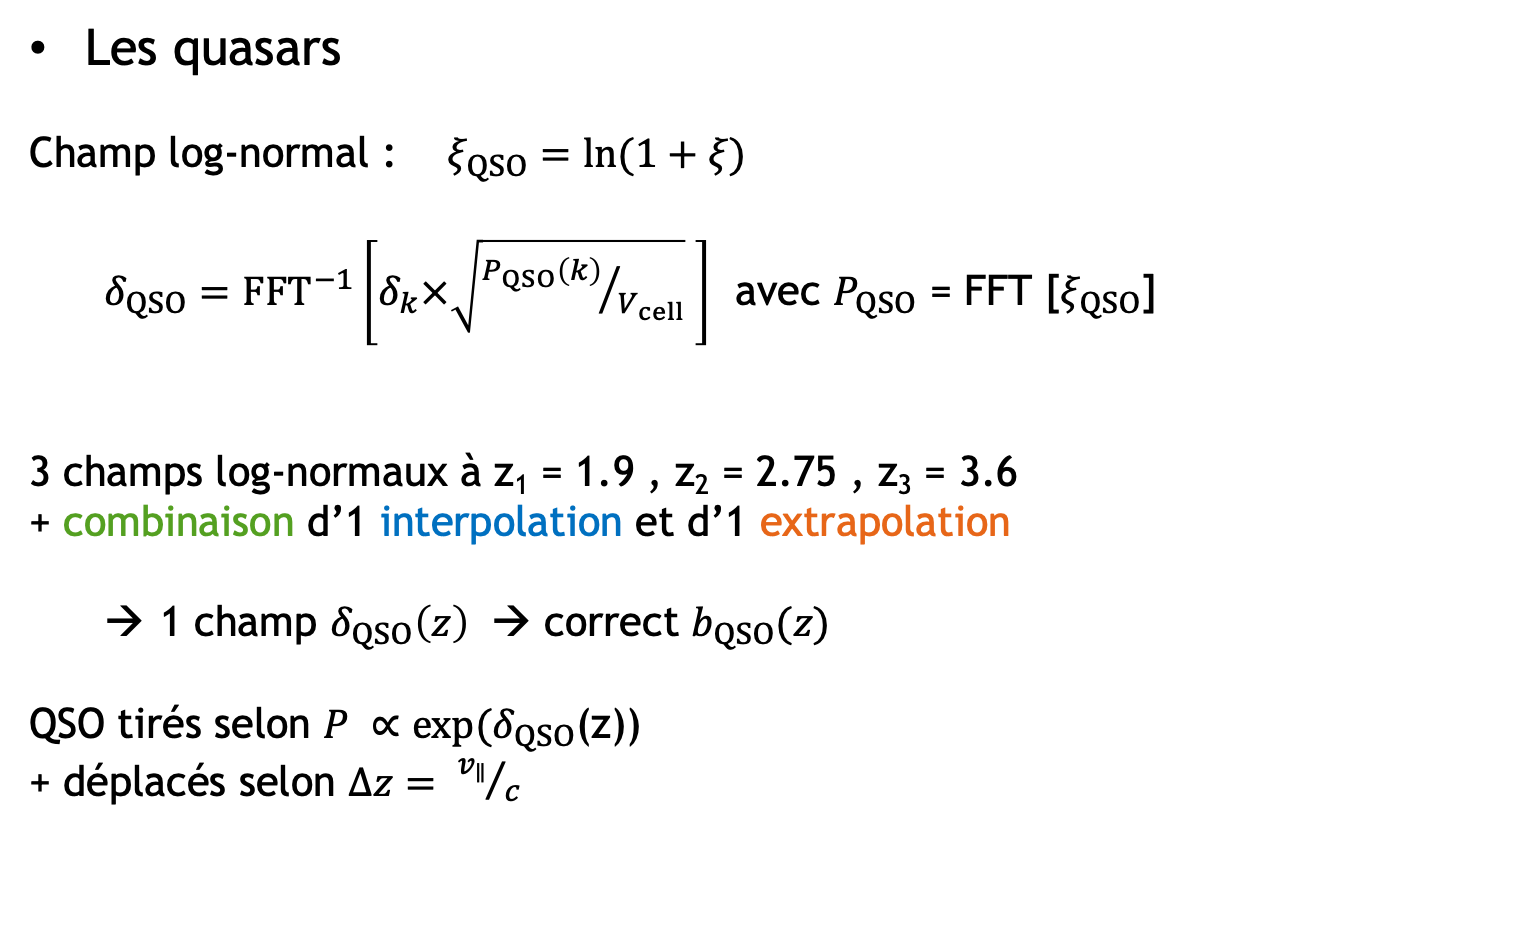 • Les quasars
Champ log-normal : ξ_QSO = ln(1 + ξ)
δ_QSO = FFT⁻¹ [δ_k × √(P_QSO(k)/V_cell)] avec P_QSO = FFT [ξ_QSO]
3 champs log-normaux à z₁ = 1.9 , z₂ = 2.75 , z₃ = 3.6
+ combinaison d’1 interpolation et d’1 extrapolation
→ 1 champ δ_QSO(z) → correct b_QSO(z)
QSO tirés selon P ∝ exp(δ_QSO(z))
+ déplacés selon Δz = v_∥/c